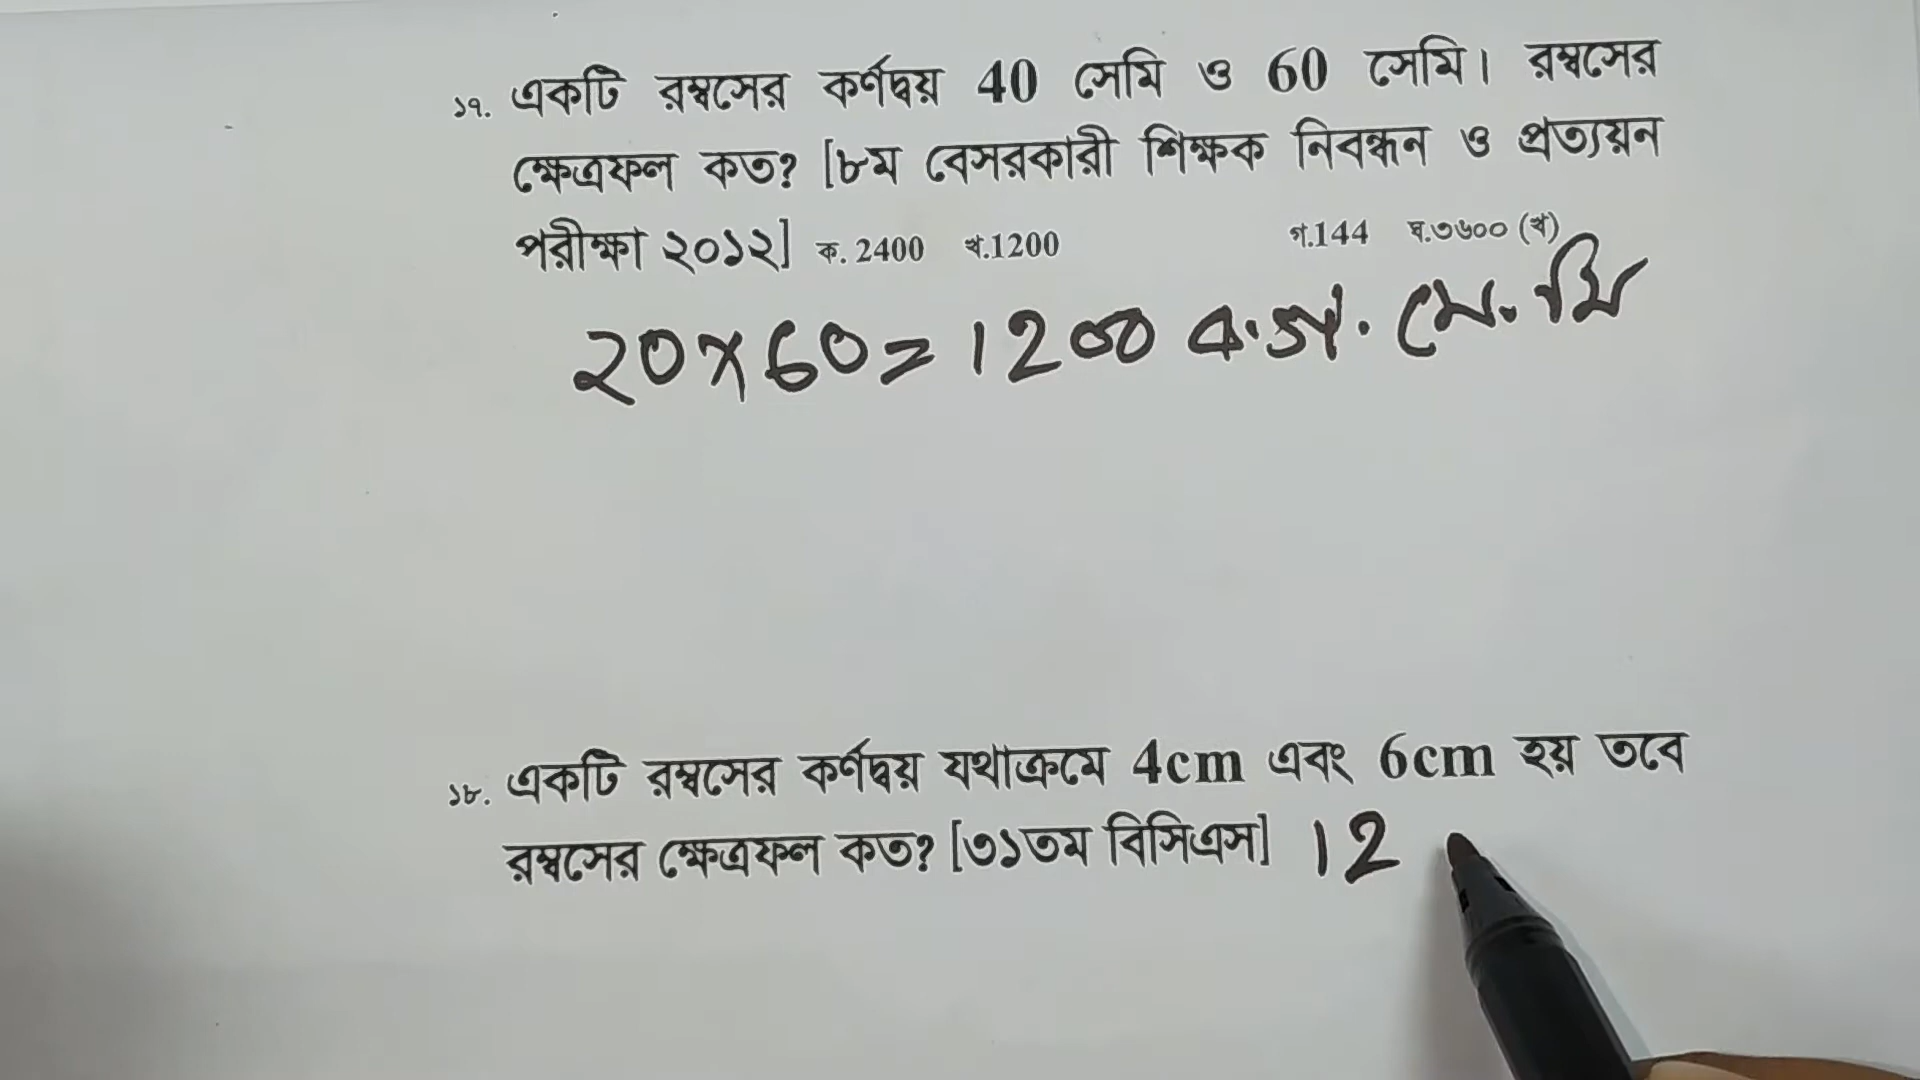 ১৭. একটি রম্বসের কর্ণদ্বয় 40 সেমি ও 60 সেমি। রম্বসের
ক্ষেত্রফল কত? [৮ম বেসরকারী শিক্ষক নিবন্ধন ও প্রত্যয়ন
পরীক্ষা ২০১২] ক. 2400 খ.1200 গ.144 ঘ.৩৬০০ (খ)
২0×60=1200 ব.গ. সে.মি
১৮. একটি রম্বসের কর্ণদ্বয় যথাক্রমে 4cm এবং 6cm হয় তবে
রম্বসের ক্ষেত্রফল কত? [৩১তম বিসিএস] 12